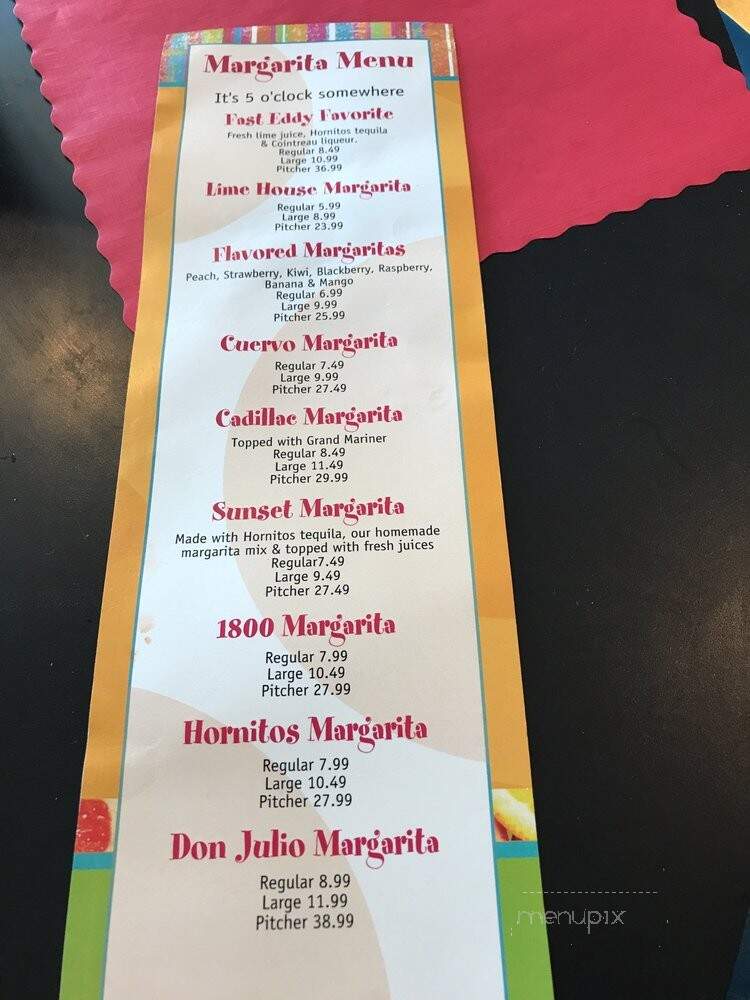 Margarita Menu
It's 5 o'clock somewhere
Fast Eddy Favorite
Fresh lime juice, Hornitos tequila
& Cointreau liqueur.
Regular 8.49
Large 10.99
Pitcher 36.99
Lime House Margarita
Regular 5.99
Large 8.99
Pitcher 23.99
Flavored Margaritas
Peach, Strawberry, Kiwi, Blackberry, Raspberry,
Banana & Mango
Regular 6.99
Large 9.99
Pitcher 25.99
Cuervo Margarita
Regular 7.49
Large 9.99
Pitcher 27.49
Cadillac Margarita
Topped with Grand Mariner
Regular 8.49
Large 11.49
Pitcher 29.99
Sunset Margarita
Made with Hornitos tequila, our homemade
margarita mix & topped with fresh juices
Regular7.49
Large 9.49
Pitcher 27.49
1800 Margarita
Regular 7.99
Large 10.49
Pitcher 27.99
Hornitos Margarita
Regular 7.99
Large 10.49
Pitcher 27.99
Don Julio Margarita
Regular 8.99
Large 11.99
Pitcher 38.99
menupix